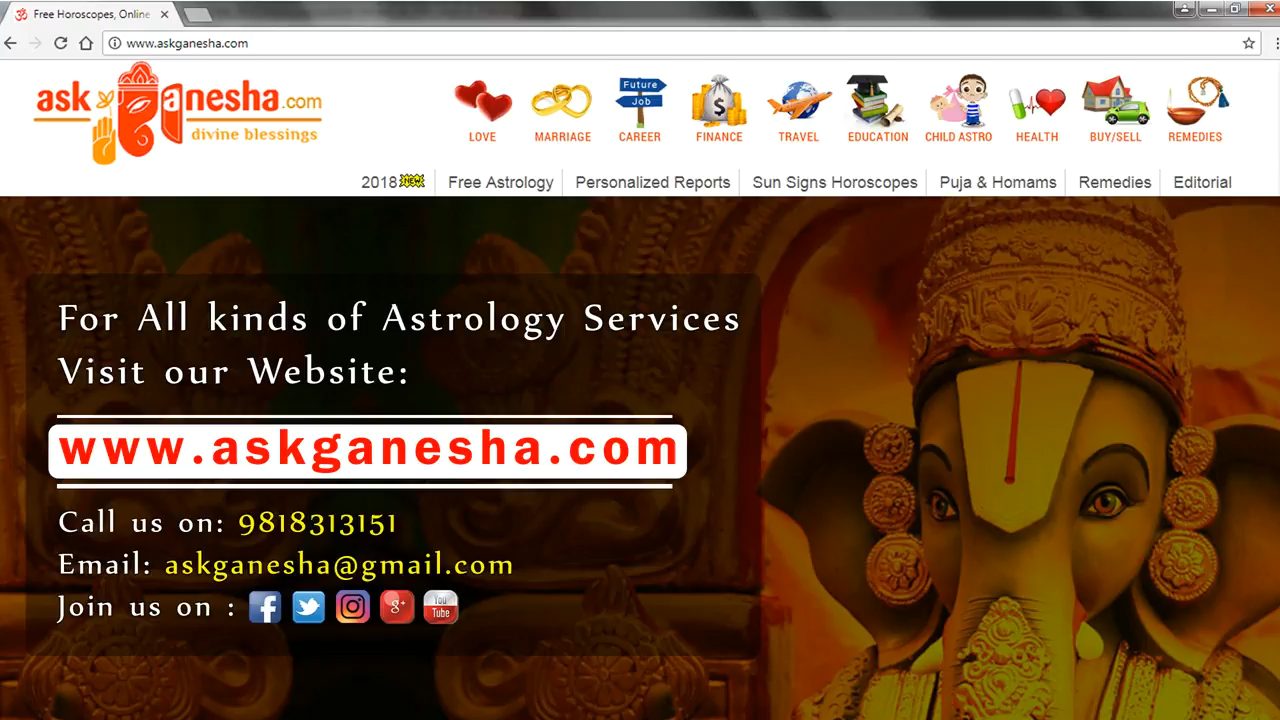 Free Horoscopes, Online
www.askganesha.com
ask ganesha.com
divine blessings
Future
Job
$
LOVE MARRIAGE CAREER FINANCE TRAVEL EDUCATION CHILD ASTRO HEALTH BUY/SELL REMEDIES
2018 NEW Free Astrology Personalized Reports Sun Signs Horoscopes Puja & Homams Remedies Editorial
For All kinds of Astrology Services
Visit our Website:
www.askganesha.com
Call us on: 9818313151
Email: askganesha@gmail.com
Join us on : f g+ You Tube